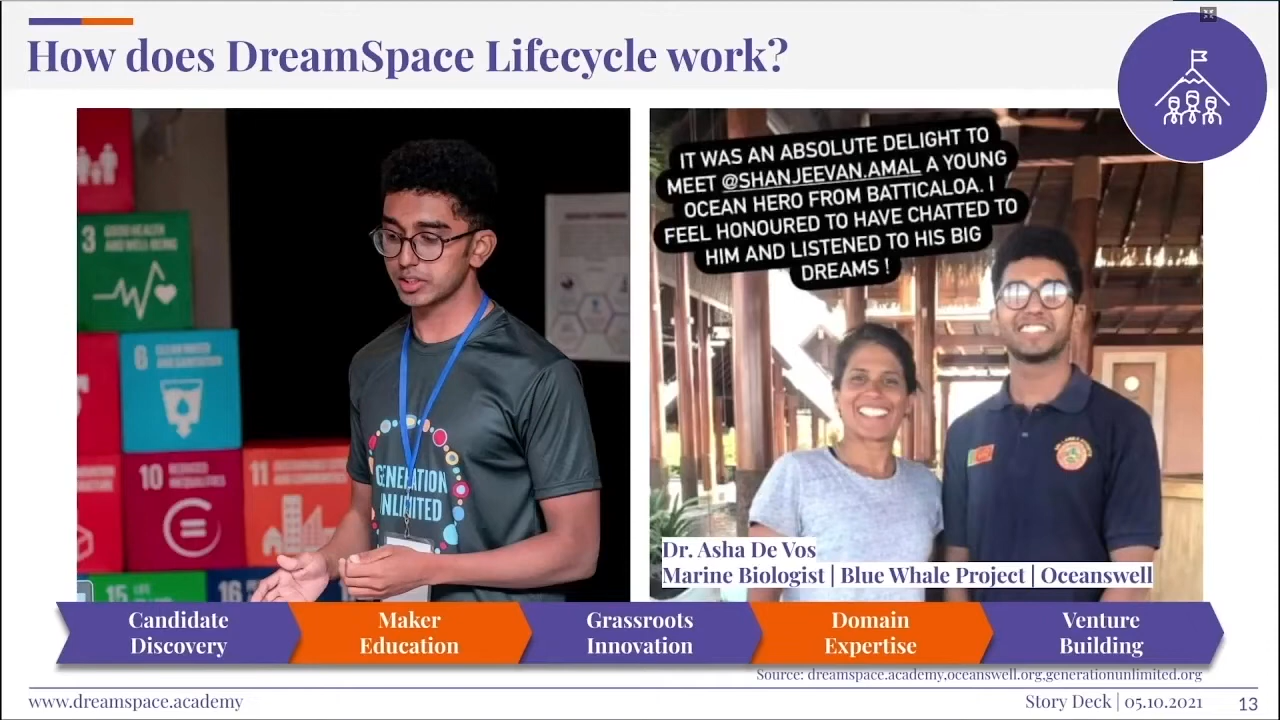 How does DreamSpace Lifecycle work?
3 GOOD HEALTH
AND WELL-BEING
6 CLEAN WATER
AND SANITATION
10 REDUCED
INEQUALITIES
11 SUSTAINABLE CITIES
AND COMMUNITIES
15 LIFE
16
GENERATION
UNLIMITED
IT WAS AN ABSOLUTE DELIGHT TO
MEET @SHANJEEVAN.AMAL A YOUNG
OCEAN HERO FROM BATTICALOA. I
FEEL HONOURED TO HAVE CHATTED TO
HIM AND LISTENED TO HIS BIG
DREAMS !
Dr. Asha De Vos
Marine Biologist | Blue Whale Project | Oceanswell
Candidate
Discovery
Maker
Education
Grassroots
Innovation
Domain
Expertise
Venture
Building
Source: dreamspace.academy,oceanswell.org,generationunlimited.org
www.dreamspace.academy
Story Deck | 05.10.2021
13